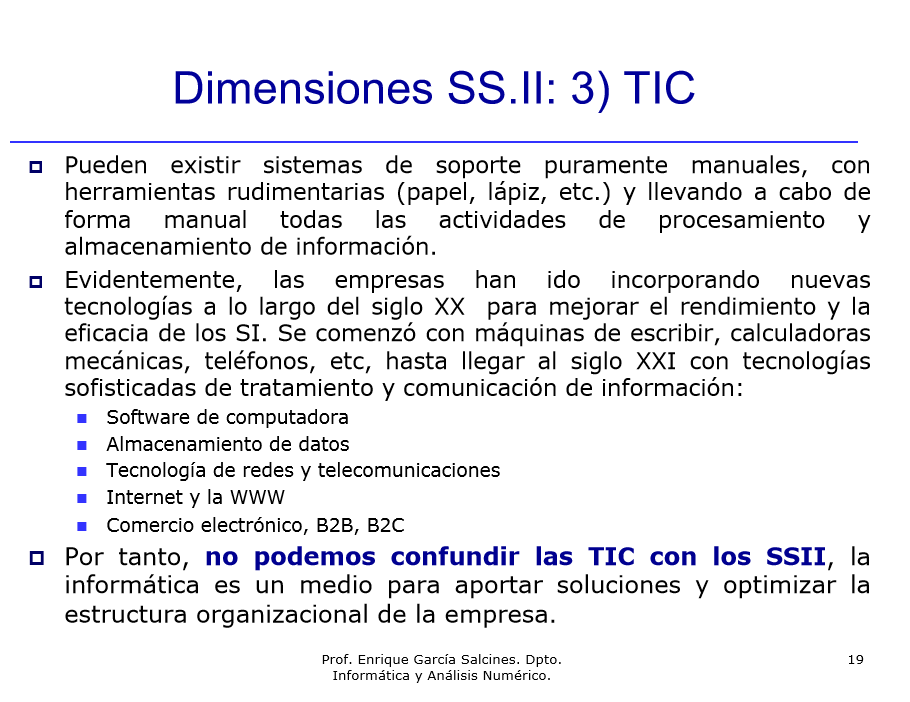 Dimensiones SS.II: 3) TIC
Pueden existir sistemas de soporte puramente manuales, con
herramientas rudimentarias (papel, lápiz, etc.) y llevando a cabo de
forma manual todas las actividades de procesamiento y
almacenamiento de información.
Evidentemente, las empresas han ido incorporando nuevas
tecnologías a lo largo del siglo XX para mejorar el rendimiento y la
eficacia de los SI. Se comenzó con máquinas de escribir, calculadoras
mecánicas, teléfonos, etc, hasta llegar al siglo XXI con tecnologías
sofisticadas de tratamiento y comunicación de información:
Software de computadora
Almacenamiento de datos
Tecnología de redes y telecomunicaciones
Internet y la WWW
Comercio electrónico, B2B, B2C
Por tanto, no podemos confundir las TIC con los SSII, la
informática es un medio para aportar soluciones y optimizar la
estructura organizacional de la empresa.
Prof. Enrique García Salcines. Dpto.
Informática y Análisis Numérico.
19